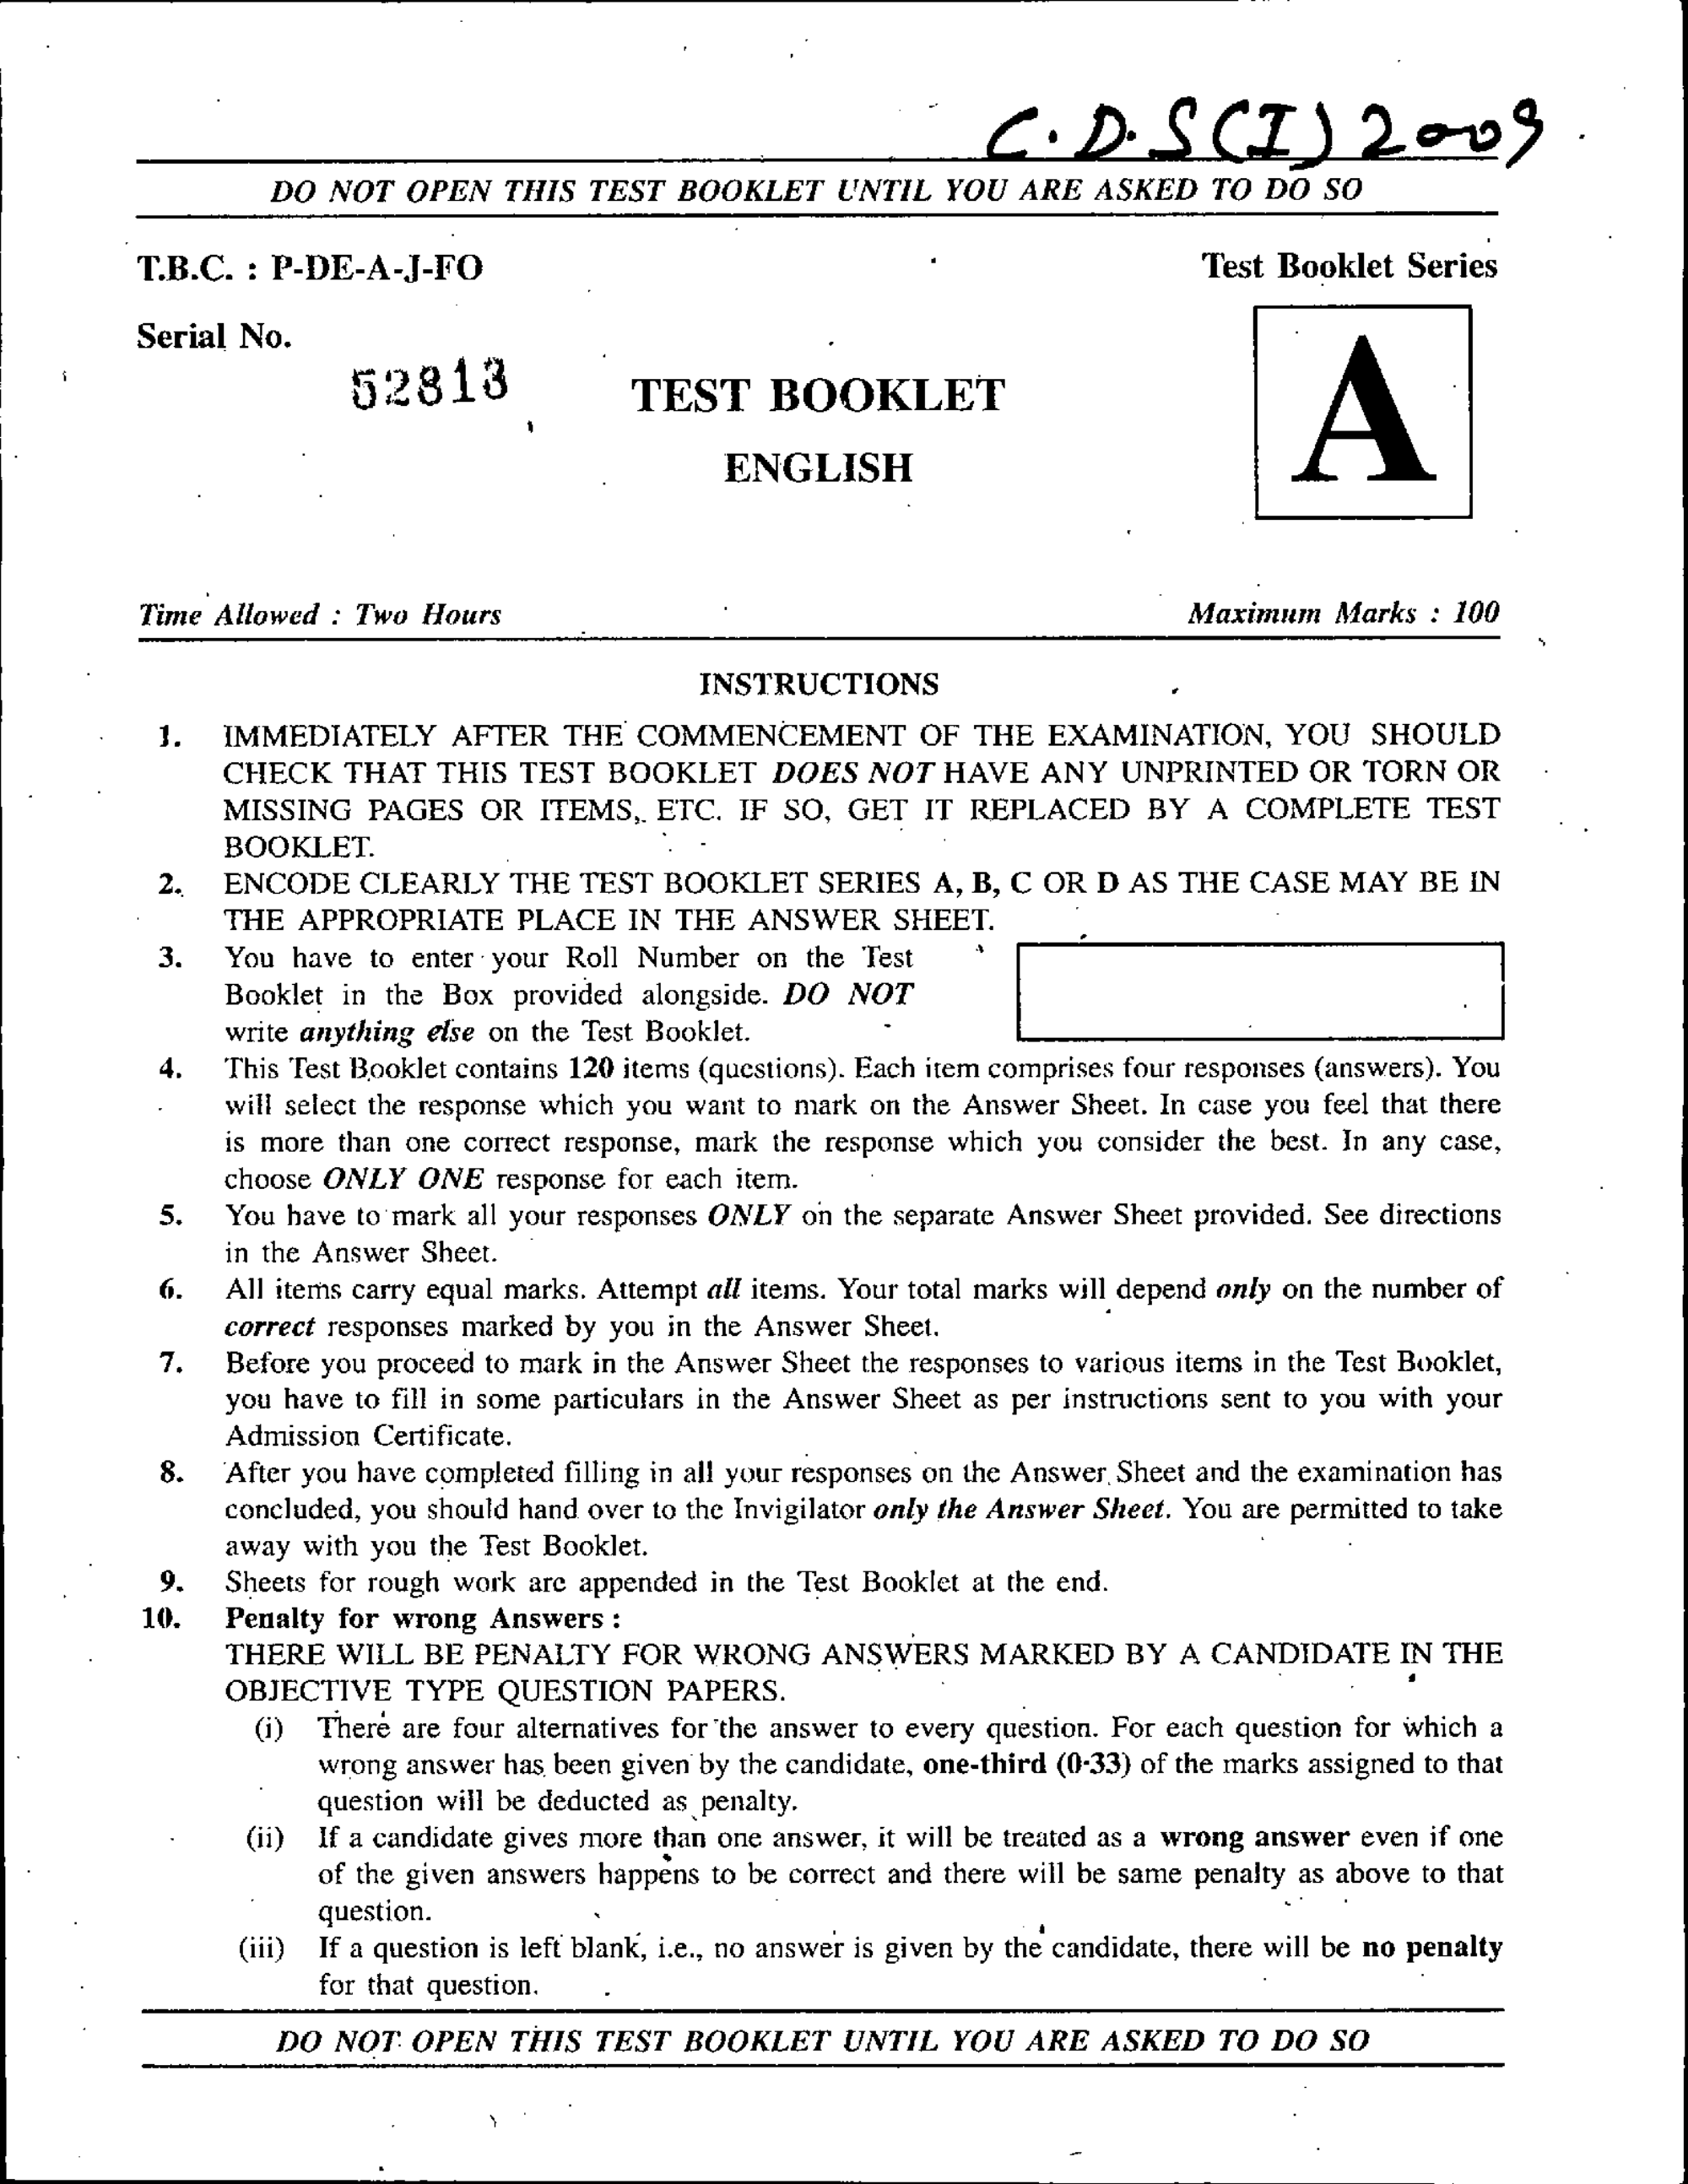 C.D.S(I) 2009
DO NOT OPEN THIS TEST BOOKLET UNTIL YOU ARE ASKED TO DO SO
T.B.C. : P-DE-A-J-FO
Test Booklet Series
Serial No.
52813
TEST BOOKLET
A
ENGLISH
Time Allowed : Two Hours
Maximum Marks : 100
INSTRUCTIONS
1. IMMEDIATELY AFTER THE COMMENCEMENT OF THE EXAMINATION, YOU SHOULD
CHECK THAT THIS TEST BOOKLET DOES NOT HAVE ANY UNPRINTED OR TORN OR
MISSING PAGES OR ITEMS, ETC. IF SO, GET IT REPLACED BY A COMPLETE TEST
BOOKLET.
2. ENCODE CLEARLY THE TEST BOOKLET SERIES A, B, C OR D AS THE CASE MAY BE IN
THE APPROPRIATE PLACE IN THE ANSWER SHEET.
3. You have to enter your Roll Number on the Test
Booklet in the Box provided alongside. DO NOT
write anything else on the Test Booklet.
4. This Test Booklet contains 120 items (questions). Each item comprises four responses (answers). You
will select the response which you want to mark on the Answer Sheet. In case you feel that there
is more than one correct response, mark the response which you consider the best. In any case,
choose ONLY ONE response for each item.
5. You have to mark all your responses ONLY on the separate Answer Sheet provided. See directions
in the Answer Sheet.
6. All items carry equal marks. Attempt all items. Your total marks will depend only on the number of
correct responses marked by you in the Answer Sheet.
7. Before you proceed to mark in the Answer Sheet the responses to various items in the Test Booklet,
you have to fill in some particulars in the Answer Sheet as per instructions sent to you with your
Admission Certificate.
8. After you have completed filling in all your responses on the Answer Sheet and the examination has
concluded, you should hand over to the Invigilator only the Answer Sheet. You are permitted to take
away with you the Test Booklet.
9. Sheets for rough work are appended in the Test Booklet at the end.
10. Penalty for wrong Answers :
THERE WILL BE PENALTY FOR WRONG ANSWERS MARKED BY A CANDIDATE IN THE
OBJECTIVE TYPE QUESTION PAPERS.
(i) There are four alternatives for the answer to every question. For each question for which a
wrong answer has been given by the candidate, one-third (0·33) of the marks assigned to that
question will be deducted as penalty.
(ii) If a candidate gives more than one answer, it will be treated as a wrong answer even if one
of the given answers happens to be correct and there will be same penalty as above to that
question.
(iii) If a question is left blank, i.e., no answer is given by the candidate, there will be no penalty
for that question.
DO NOT OPEN THIS TEST BOOKLET UNTIL YOU ARE ASKED TO DO SO